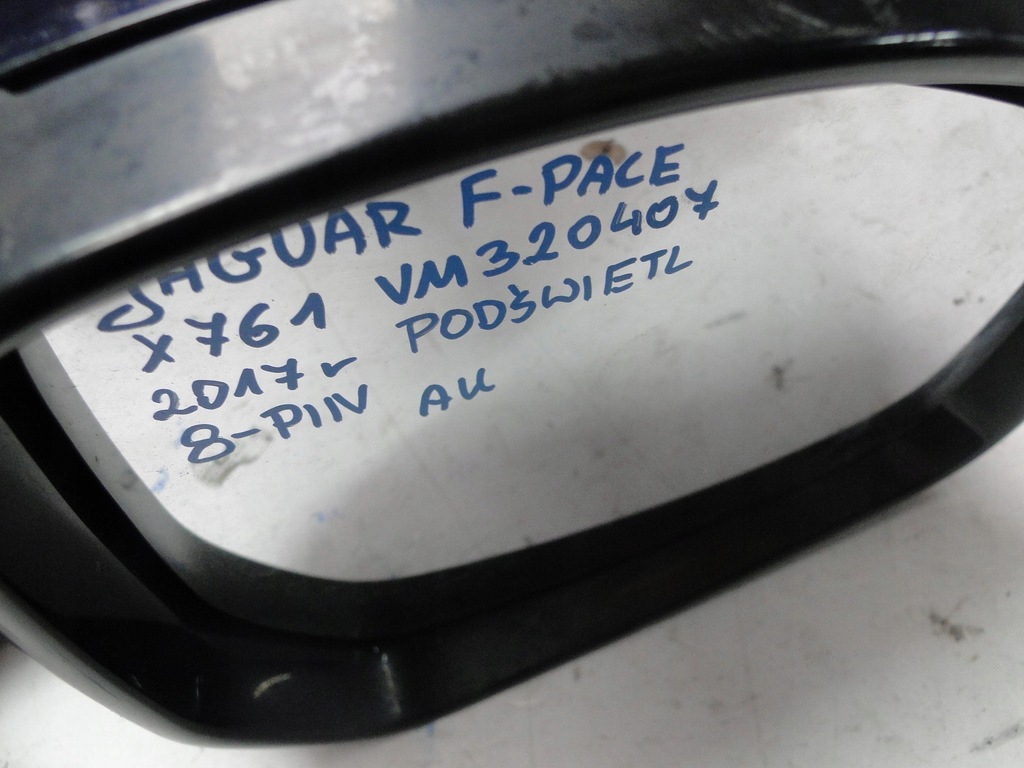 JAGUAR F-PACE
X761 VM320407
2017r PODŚWIETL
8-PIN AK